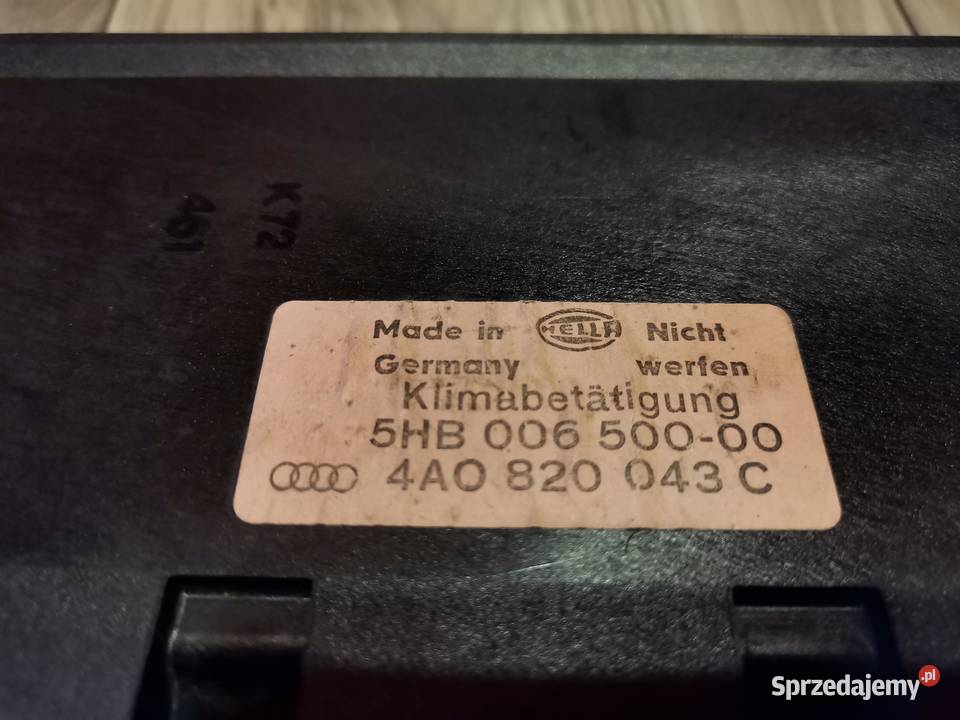 K72
461
Made in HELLA Nicht
Germany werfen
Klimabetätigung
5HB 006 500-00
4A0 820 043 C
Sprzedajemy.pl